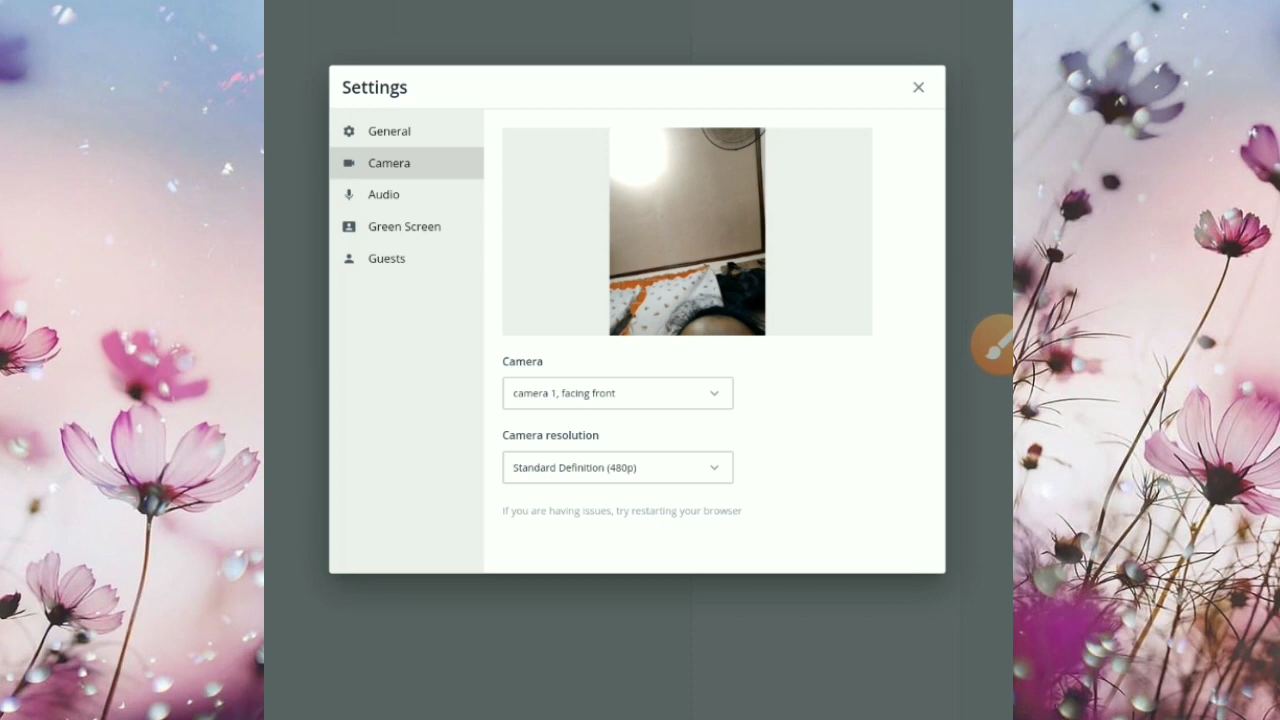 Settings
General
Camera
Audio
Green Screen
Guests
Camera
camera 1, facing front
Camera resolution
Standard Definition (480p)
If you are having issues, try restarting your browser